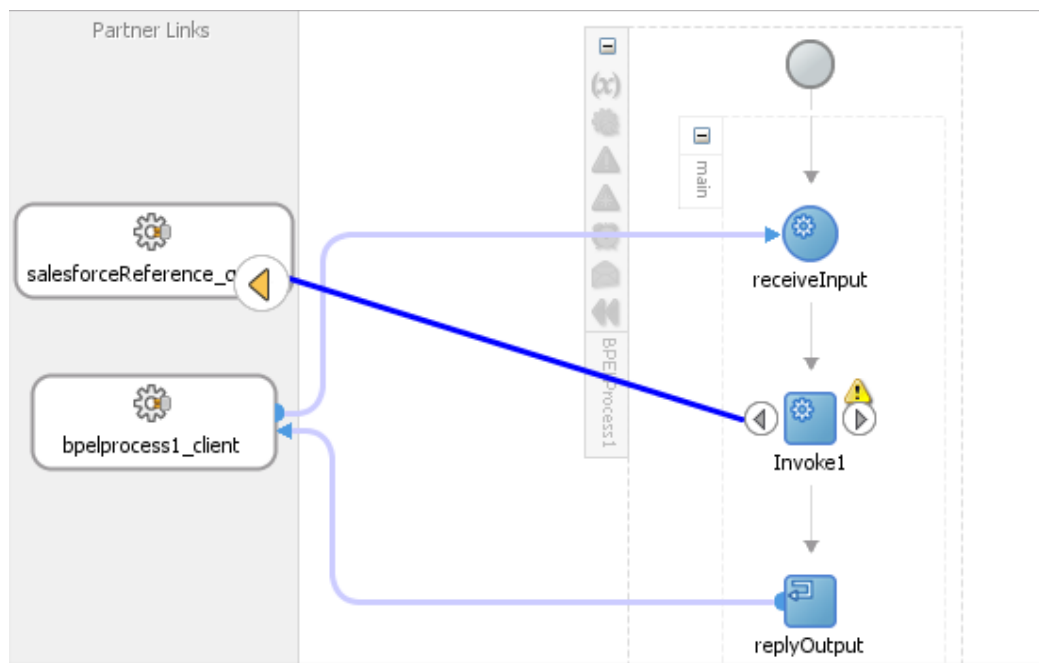 Partner Links
(x)
main
salesforceReference_
receiveInput
BPELProcess1
bpelprocess1_client
Invoke1
replyOutput